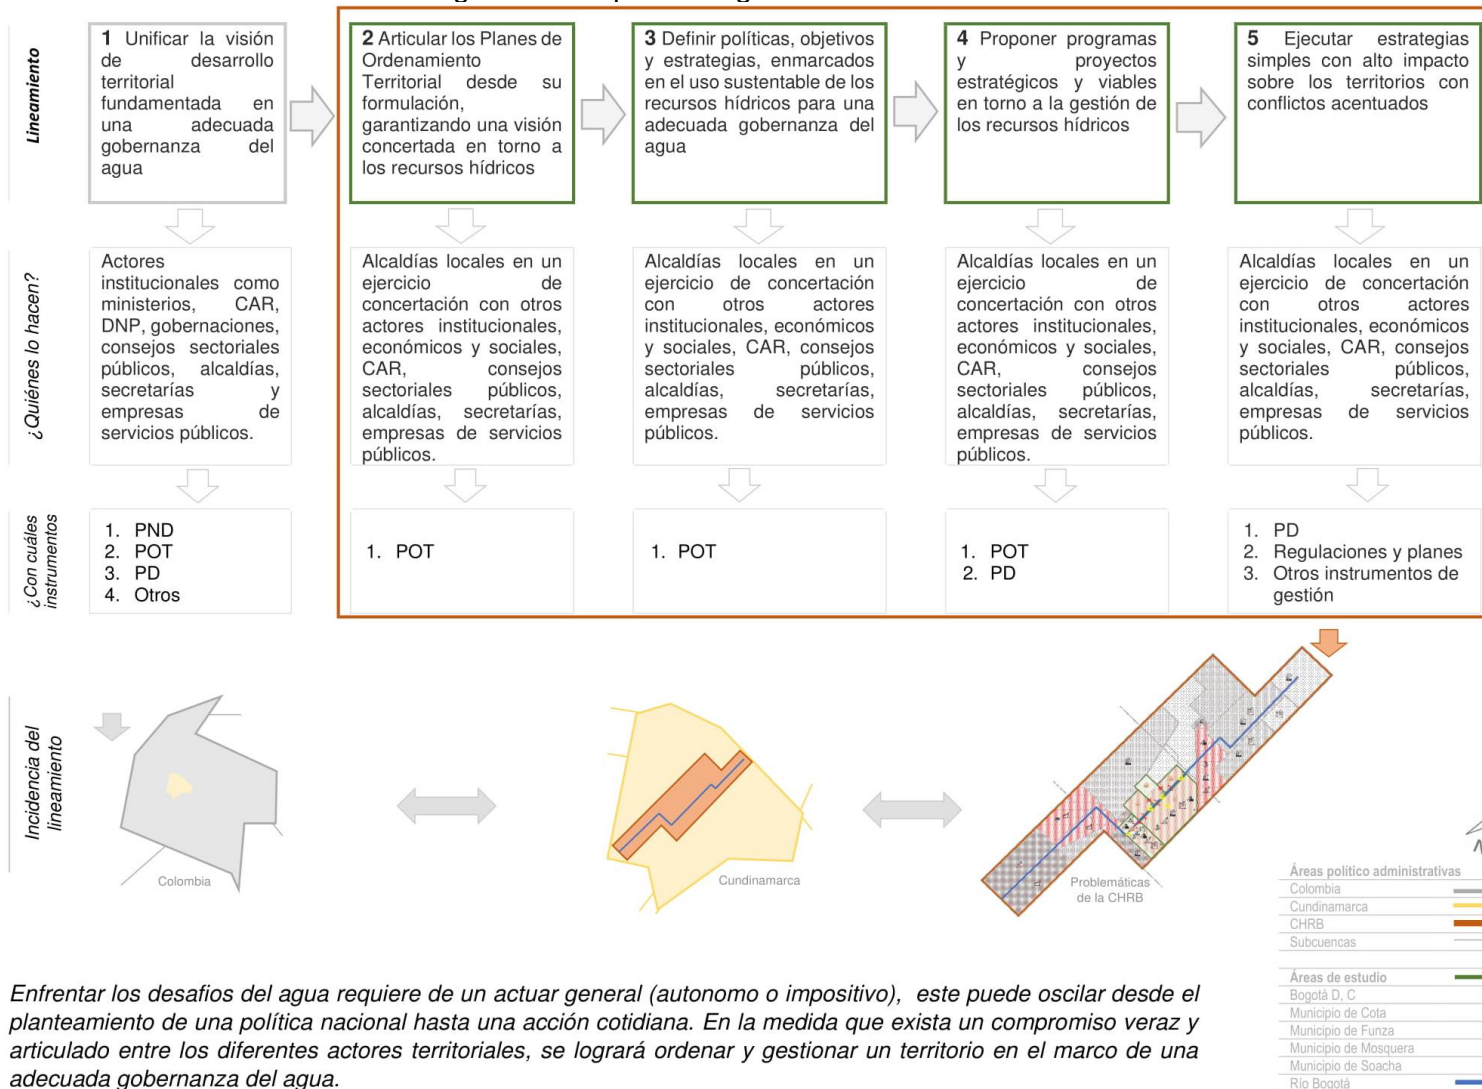 Lineamiento
1 Unificar la visión
de desarrollo
territorial
fundamentada en
una adecuada
gobernanza del
agua
2 Articular los Planes de
Ordenamiento
Territorial desde su
formulación,
garantizando una visión
concertada en torno a
los recursos hídricos
3 Definir políticas, objetivos
y estrategias, enmarcados
en el uso sustentable de los
recursos hídricos para una
adecuada gobernanza del
agua
4 Proponer programas
y proyectos
estratégicos y viables
en torno a la gestión de
los recursos hídricos
5 Ejecutar estrategias
simples con alto impacto
sobre los territorios con
conflictos acentuados
¿Quiénes lo hacen?
Actores
institucionales como
ministerios, CAR,
DNP, gobernaciones,
consejos sectoriales
públicos, alcaldías,
secretarías y
empresas de
servicios públicos.
Alcaldías locales en un
ejercicio de
concertación con otros
actores institucionales,
económicos y sociales,
CAR, consejos
sectoriales públicos,
alcaldías, secretarías,
empresas de servicios
públicos.
Alcaldías locales en un
ejercicio de concertación
con otros actores
institucionales, económicos
y sociales, CAR, consejos
sectoriales públicos,
alcaldías, secretarías,
empresas de servicios
públicos.
Alcaldías locales en un
ejercicio de
concertación con otros
actores institucionales,
económicos y sociales,
CAR, consejos
sectoriales públicos,
alcaldías, secretarías,
empresas de servicios
públicos.
Alcaldías locales en un
ejercicio de concertación
con otros actores
institucionales, económicos
y sociales, CAR, consejos
sectoriales públicos,
alcaldías, secretarías,
empresas de servicios
públicos.
¿Con cuáles
instrumentos
1. PND
2. POT
3. PD
4. Otros
1. POT
1. POT
1. POT
2. PD
1. PD
2. Regulaciones y planes
3. Otros instrumentos de
gestión
Incidencia del
lineamiento
Colombia
Cundinamarca
Problemáticas
de la CHRB
N
Áreas político administrativas
Colombia
Cundinamarca
CHRB
Subcuencas
Áreas de estudio
Bogotá D, C
Municipio de Cota
Municipio de Funza
Municipio de Mosquera
Municipio de Soacha
Río Bogotá
Enfrentar los desafios del agua requiere de un actuar general (autonomo o impositivo), este puede oscilar desde el
planteamiento de una política nacional hasta una acción cotidiana. En la medida que exista un compromiso veraz y
articulado entre los diferentes actores territoriales, se logrará ordenar y gestionar un territorio en el marco de una
adecuada gobernanza del agua.